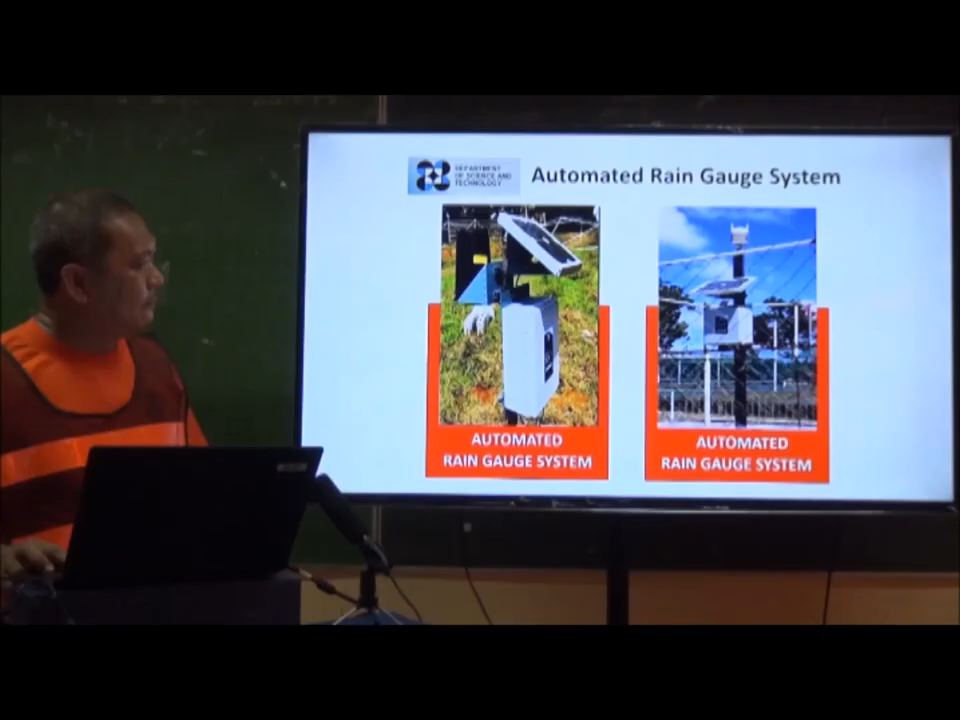 DEPARTMENT
OF SCIENCE AND
TECHNOLOGY
Automated Rain Gauge System
AUTOMATED
RAIN GAUGE SYSTEM
AUTOMATED
RAIN GAUGE SYSTEM